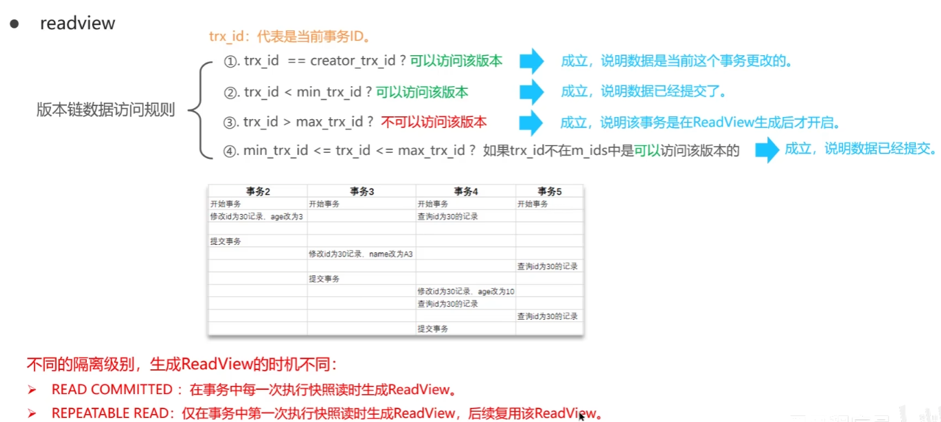 ● readview
trx_id：代表是当前事务ID。
①. trx_id == creator_trx_id ? 可以访问该版本 成立，说明数据是当前这个事务更改的。
②. trx_id < min_trx_id ? 可以访问该版本 成立，说明数据已经提交了。
版本链数据访问规则
③. trx_id > max_trx_id ? 不可以访问该版本 成立，说明该事务是在ReadView生成后才开启。
④. min_trx_id <= trx_id <= max_trx_id ? 如果trx_id不在m_ids中是可以访问该版本的 成立，说明数据已经提交。
事务2 事务3 事务4 事务5
开始事务 开始事务 开始事务 开始事务
修改id为30记录，age改为3 查询id为30的记录
提交事务
修改id为30记录，name改为A3
查询id为30的记录
提交事务
修改id为30记录，age改为10
查询id为30的记录
查询id为30的记录
提交事务
不同的隔离级别，生成ReadView的时机不同：
➢ READ COMMITTED ：在事务中每一次执行快照读时生成ReadView。
➢ REPEATABLE READ：仅在事务中第一次执行快照读时生成ReadView，后续复用该ReadView。